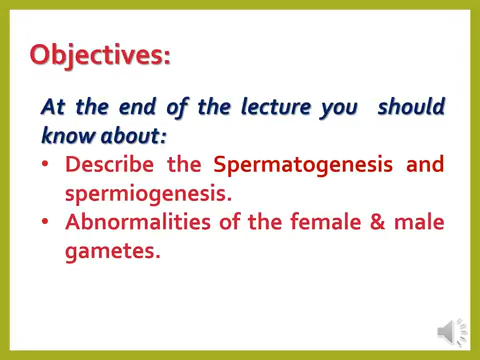 Objectives:
At the end of the lecture you should
know about:
• Describe the Spermatogenesis and
spermiogenesis.
• Abnormalities of the female & male
gametes.